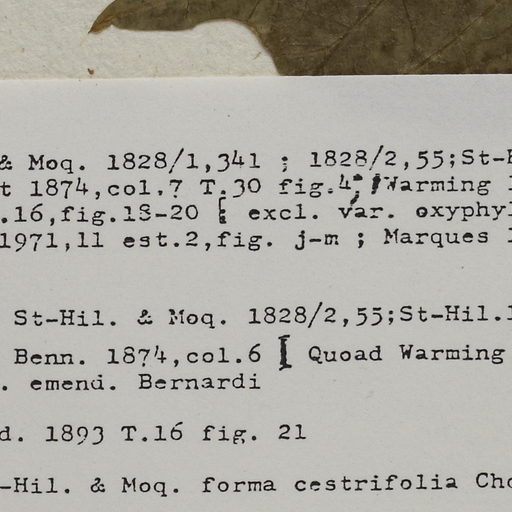 & Moq. 1828/1,341 ; 1828/2,55;St-H
t 1874,col.7 T.30 fig.4; Warming
.16,fig.18-20 [ excl. var. oxyphyl
1971,11 est.2,fig. j-m ; Marques
St-Hil. & Moq. 1828/2,55;St-Hil.
Benn. 1874,col.6 [ Quoad Warming
. emend. Bernardi
d. 1893 T.16 fig. 21
-Hil. & Moq. forma cestrifolia Cho